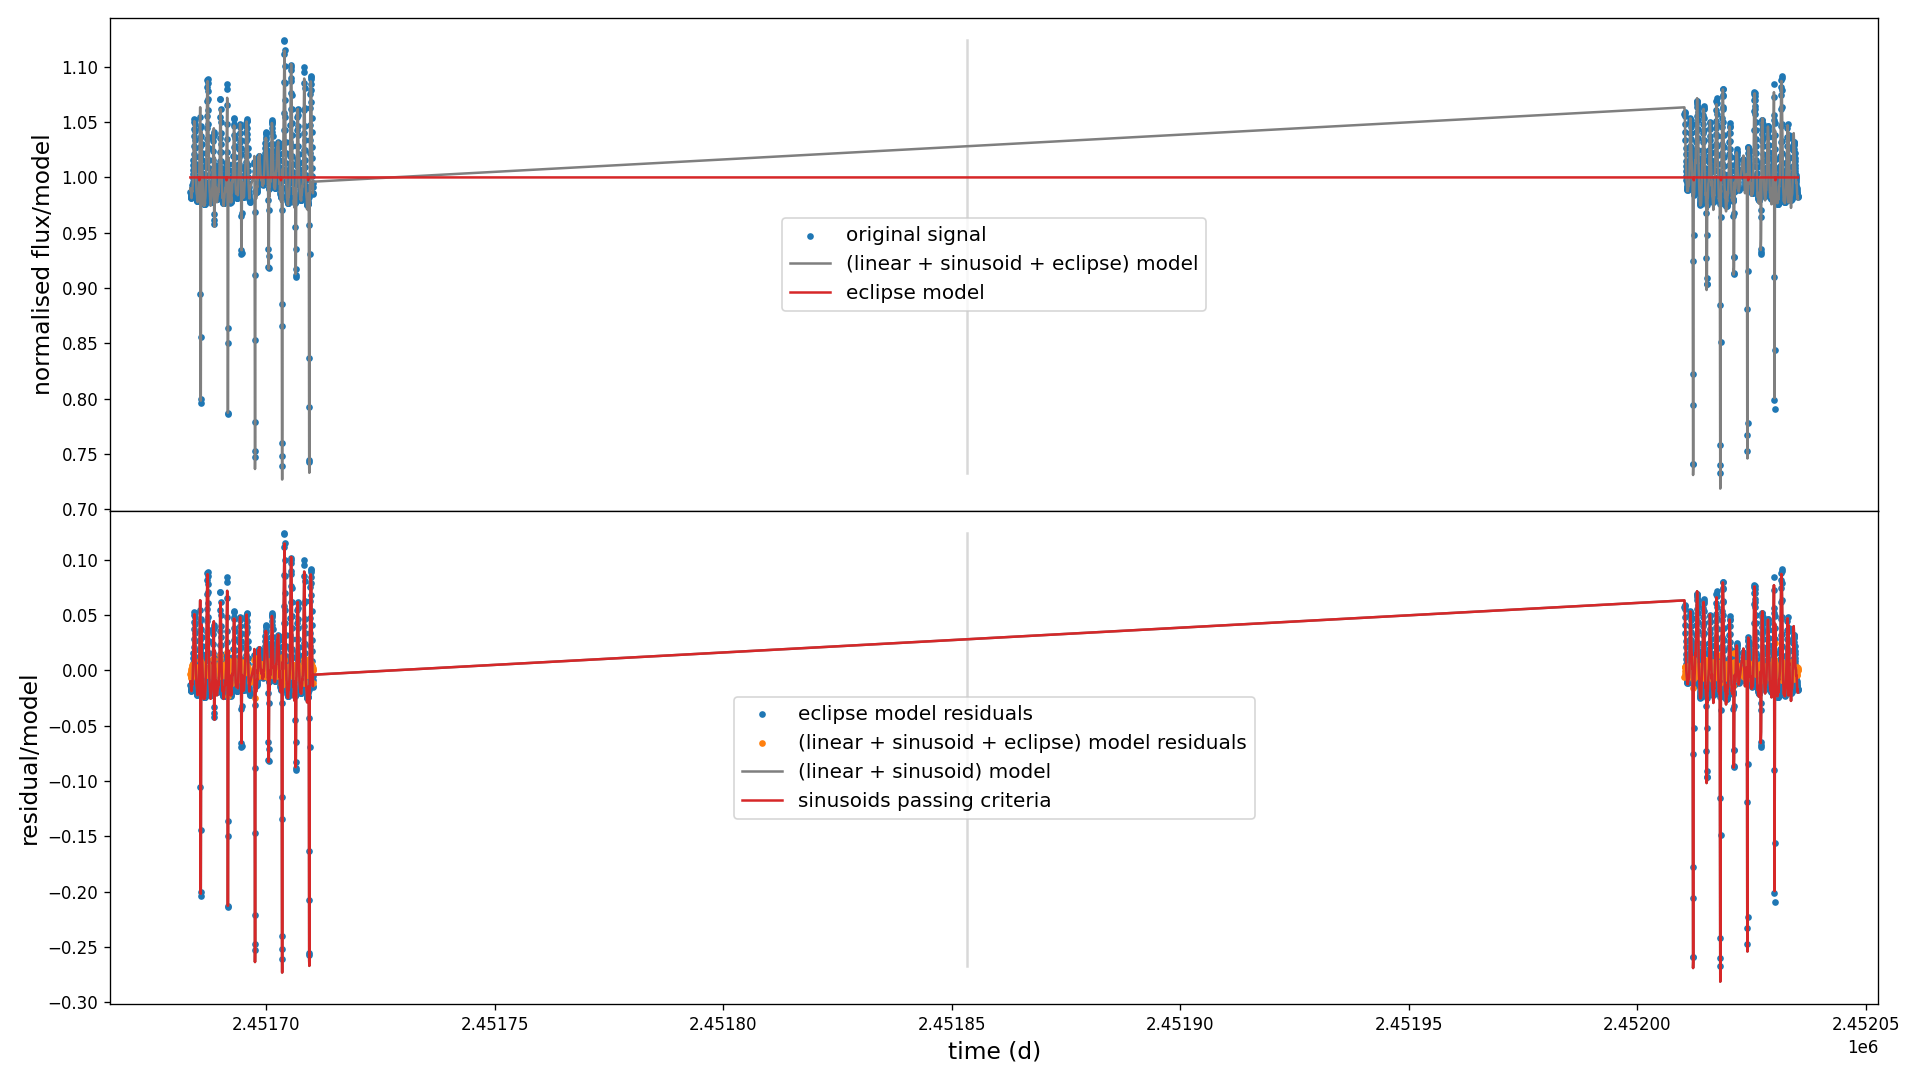 1.10
1.05
1.00
0.95
0.90
0.85
0.80
0.75
0.70
normalised flux/model
original signal
(linear + sinusoid + eclipse) model
eclipse model
0.10
0.05
0.00
−0.05
−0.10
−0.15
−0.20
−0.25
−0.30
residual/model
eclipse model residuals
(linear + sinusoid + eclipse) model residuals
(linear + sinusoid) model
sinusoids passing criteria
2.45170 2.45175 2.45180 2.45185 2.45190 2.45195 2.45200 2.45205
1e6
time (d)